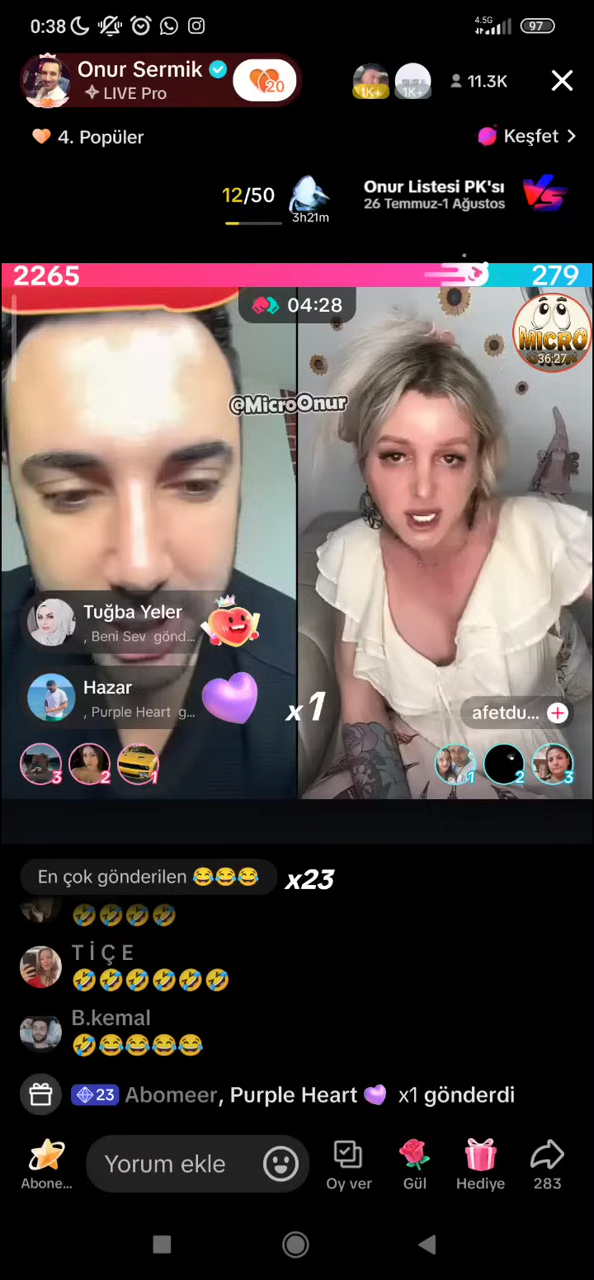 0:38
4.5G
97
Onur Sermik
LIVE Pro
20
1K+
1K+
11.3K
4. Popüler
Keşfet
12/50
3h21m
Onur Listesi PK'sı
26 Temmuz-1 Ağustos
VS
2265
279
04:28
MICRO
36:27
@MicroOnur
Tuğba Yeler
, Beni Sev gönd...
Hazar
, Purple Heart g...
x1
afetdu...
3
2
1
1
2
3
En çok gönderilen 😂😂😂
x23
🤣🤣🤣🤣
T İ Ç E
🤣🤣🤣🤣🤣🤣
B.kemal
🤣😂😂😂😂
23 Abomeer, Purple Heart 💜 x1 gönderdi
Yorum ekle
Abone...
Oy ver
Gül
Hediye
283